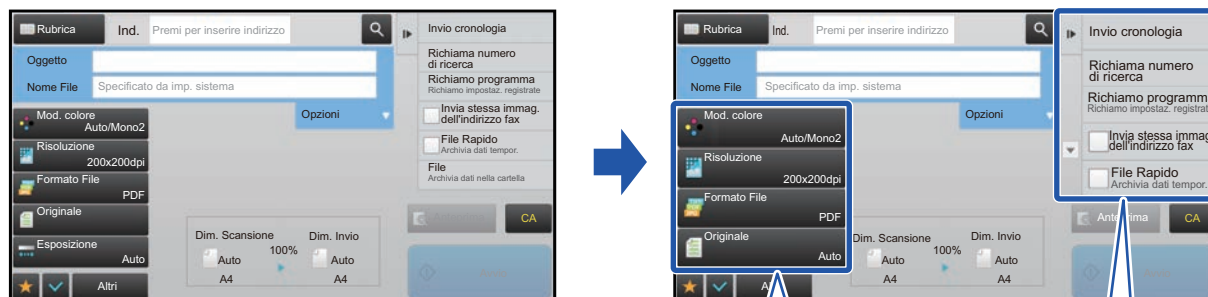 Rubrica
Ind.
Premi per inserire indirizzo
Oggetto
Nome File
Specificato da imp. sistema
Opzioni
Mod. colore
Auto/Mono2
Risoluzione
200x200dpi
Formato File
PDF
Originale
Esposizione
Auto
Altri
Dim. Scansione
Auto
A4
100%
Dim. Invio
Auto
A4
Invio cronologia
Richiama numero
di ricerca
Richiamo programma
Richiamo impostaz. registrate
Invia stessa immag.
dell'indirizzo fax
File Rapido
Archivia dati tempor.
File
Archivia dati nella cartella
CA
Rubrica
Ind.
Premi per inserire indirizzo
Oggetto
Nome File
Specificato da imp. sistema
Opzioni
Mod. colore
Auto/Mono2
Risoluzione
200x200dpi
Formato File
PDF
Originale
Auto
Dim. Scansione
Auto
A4
100%
Dim. Invio
Auto
A4
Invio cronologia
Richiama numero
di ricerca
Richiamo programm
Richiamo impostaz. registrat
Invia stessa immag
dell'indirizzo fax
File Rapido
Archivia dati tempor.
CA